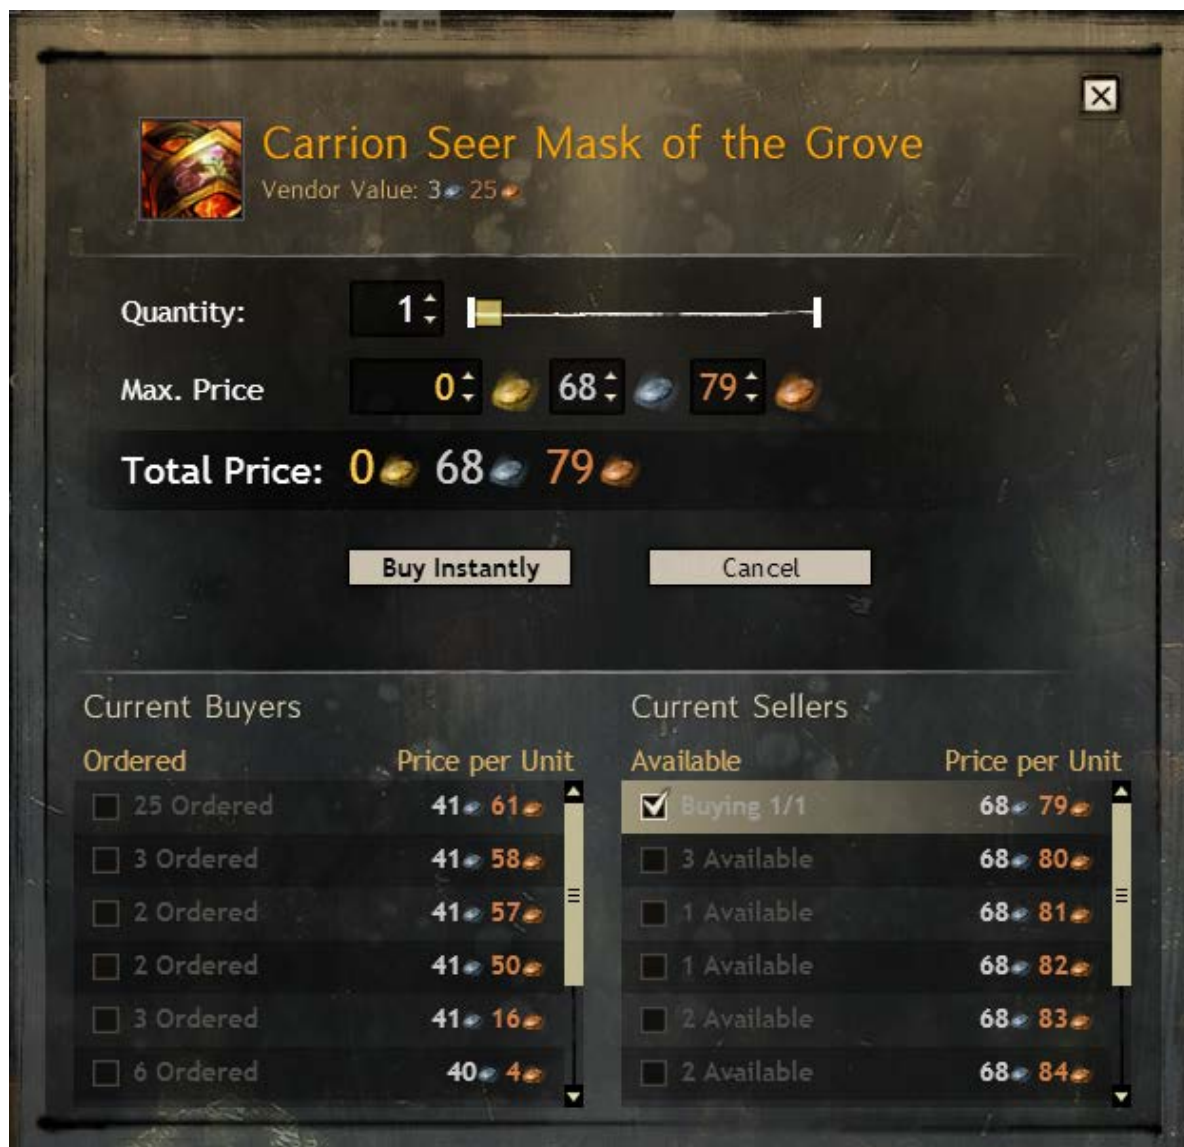 Carrion Seer Mask of the Grove
Vendor Value: 3 25
Quantity: 1
Max. Price 0 68 79
Total Price: 0 68 79
Buy Instantly Cancel
Current Buyers
Ordered Price per Unit
25 Ordered 41 61
3 Ordered 41 58
2 Ordered 41 57
2 Ordered 41 50
3 Ordered 41 16
6 Ordered 40 4
Current Sellers
Available Price per Unit
Buying 1/1 68 79
3 Available 68 80
1 Available 68 81
1 Available 68 82
2 Available 68 83
2 Available 68 84